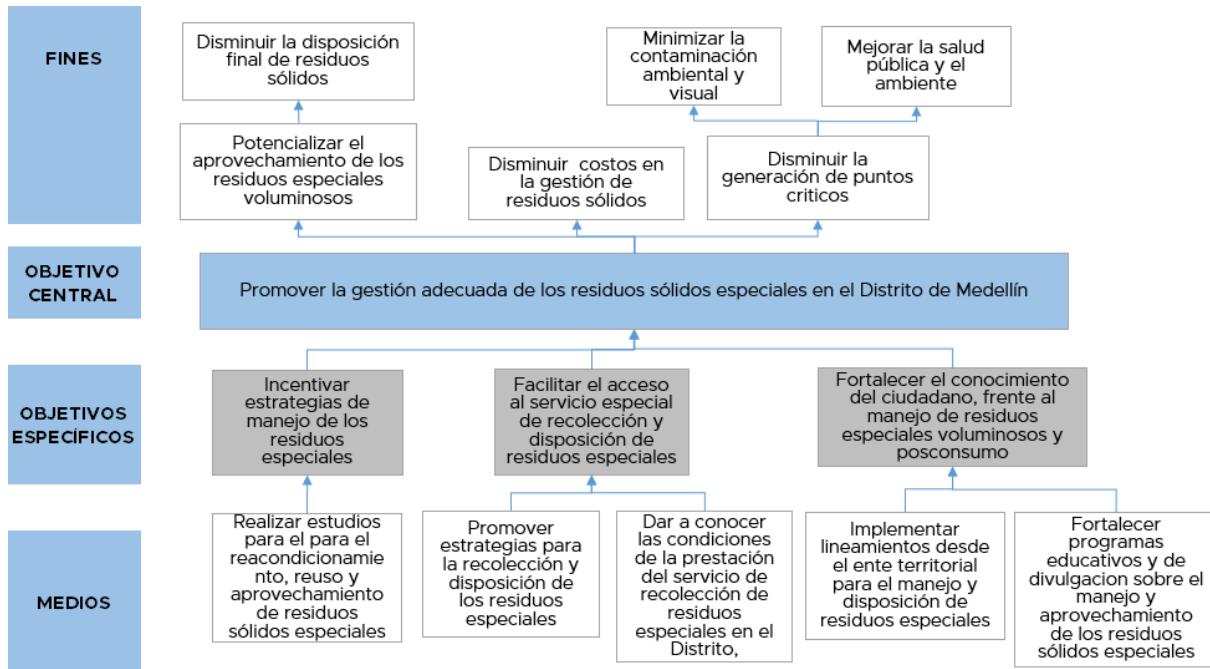 FINES
Disminuir la disposición
final de residuos
sólidos
Minimizar la
contaminación
ambiental y
visual
Mejorar la salud
pública y el
ambiente
Potencializar el
aprovechamiento de los
residuos especiales
voluminosos
Disminuir costos en
la gestión de
residuos sólidos
Disminuir la
generación de puntos
criticos
OBJETIVO
CENTRAL
Promover la gestión adecuada de los residuos sólidos especiales en el Distrito de Medellín
OBJETIVOS
ESPECÍFICOS
Incentivar
estrategias de
manejo de los
residuos
especiales
Facilitar el acceso
al servicio especial
de recolección y
disposición de
residuos especiales
Fortalecer el conocimiento
del ciudadano, frente al
manejo de residuos
especiales voluminosos y
posconsumo
MEDIOS
Realizar estudios
para el para el
reacondicionamie
nto, reuso y
aprovechamiento
de residuos
sólidos especiales
Promover
estrategias para
la recolección y
disposición de
los residuos
especiales
Dar a conocer
las condiciones
de la prestación
del servicio de
recolección de
residuos
especiales en el
Distrito,
Implementar
lineamientos desde
el ente territorial
para el manejo y
disposición de
residuos especiales
Fortalecer
programas
educativos y de
divulgacion sobre el
manejo y
aprovechamiento
de los residuos
sólidos especiales